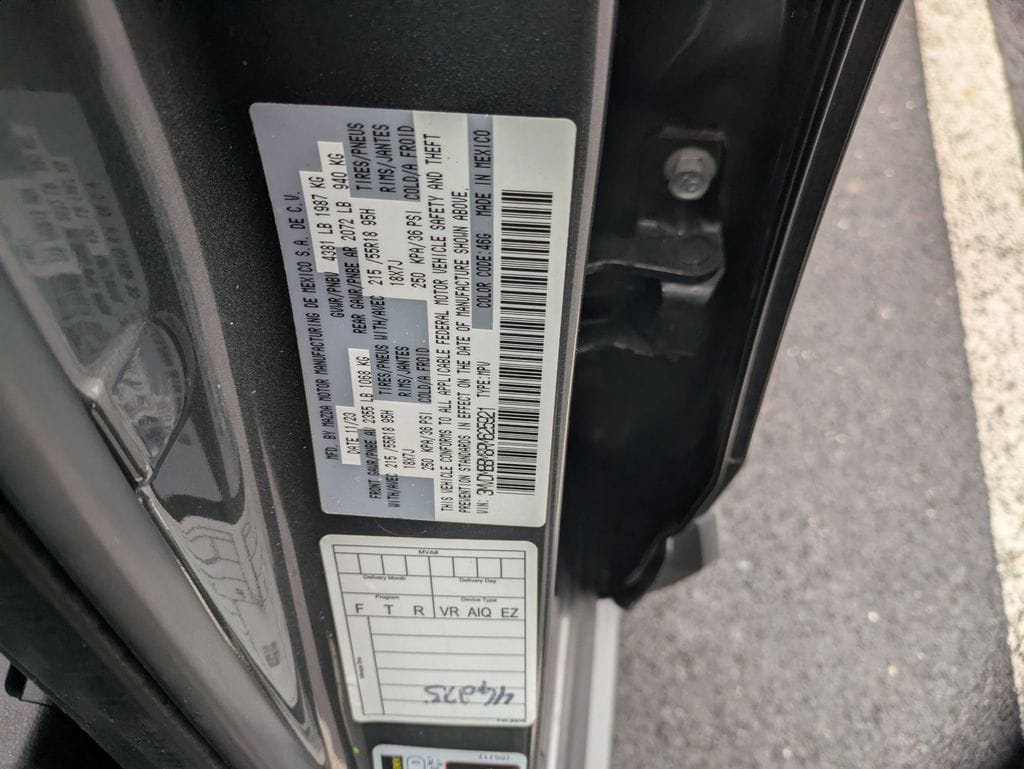 MFD. BY MAZDA MOTOR MANUFACTURING DE MEXICO S.A. DE C.V.
DATE 11/23 GVWR/PNBV 4381 LB 1987 KG
FRONT GAWR/PNBE AV 2355 LB 1068 KG REAR GAWR/PNBE AR 2072 LB 940 KG
WITH/AVEC 215 /55R18 95H TIRES/PNEUS WITH/AVEC 215 /55R18 95H TIRES/PNEUS
18X7J RIMS/JANTES 18X7J RIMS/JANTES
250 KPA/36 PSI COLD/A FROID 250 KPA/36 PSI COLD/A FROID
THIS VEHICLE CONFORMS TO ALL APPLICABLE FEDERAL MOTOR VEHICLE SAFETY AND THEFT
PREVENTION STANDARDS IN EFFECT ON THE DATE OF MANUFACTURE SHOWN ABOVE.
VIN: TYPE:MPV COLOR CODE:46G MADE IN MEXICO
MVA#
Delivery Month Delivery Day
Program Device Type
F T R VR AIQ EZ